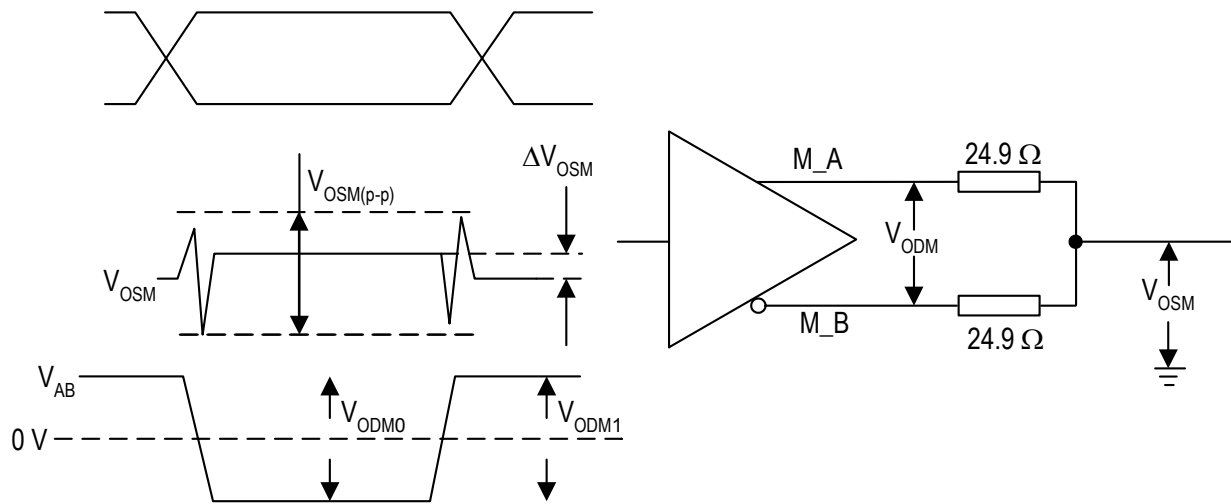 ΔV_OSM
V_OSM(p-p)
V_OSM
V_AB
V_ODM0
V_ODM1
0 V
M_A
24.9 Ω
V_ODM
V_OSM
M_B
24.9 Ω